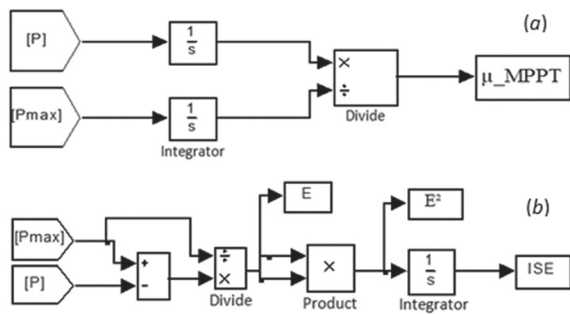 (a)
[P]
1
s
×
÷
μ_MPPT
[Pmax]
1
s
Divide
Integrator
E
E²
(b)
[Pmax]
+
-
÷
×
×
1
s
ISE
[P]
Divide
Product
Integrator